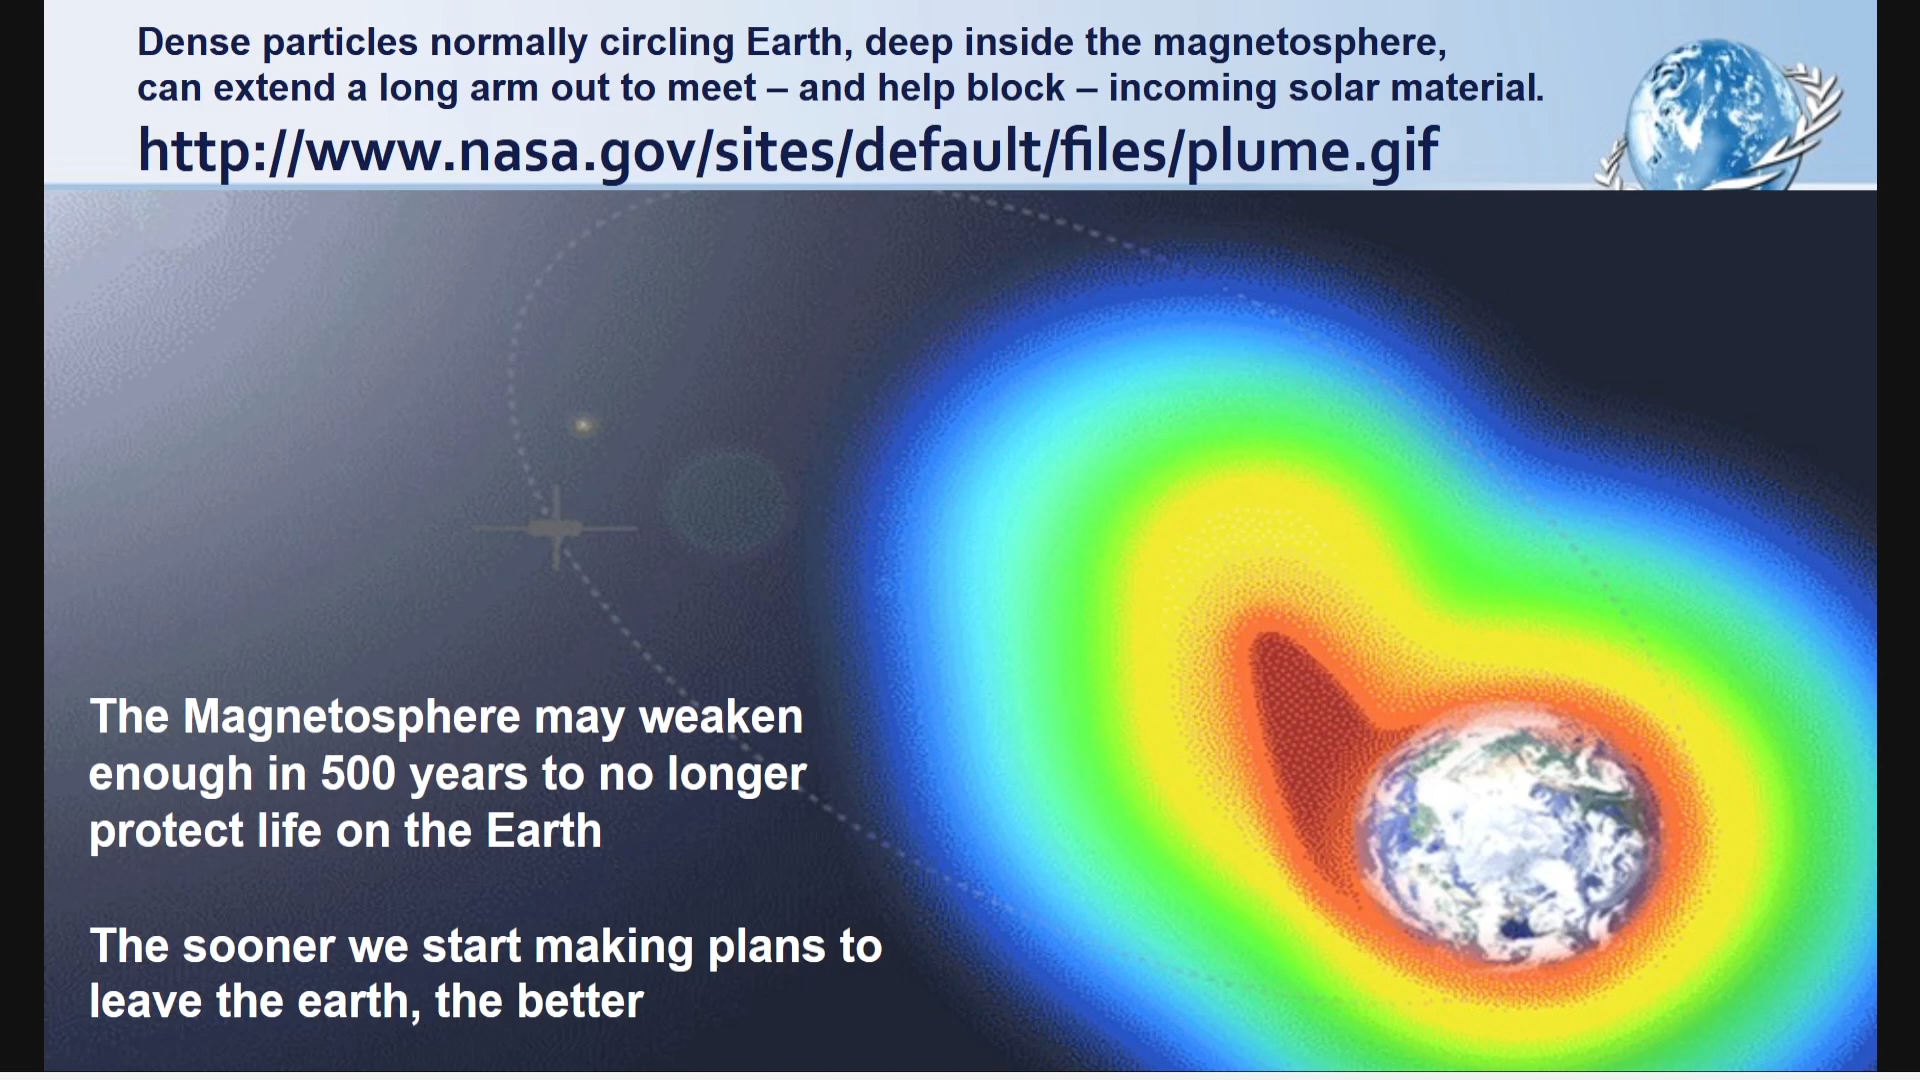 Dense particles normally circling Earth, deep inside the magnetosphere,
can extend a long arm out to meet – and help block – incoming solar material.
http://www.nasa.gov/sites/default/files/plume.gif
The Magnetosphere may weaken
enough in 500 years to no longer
protect life on the Earth
The sooner we start making plans to
leave the earth, the better